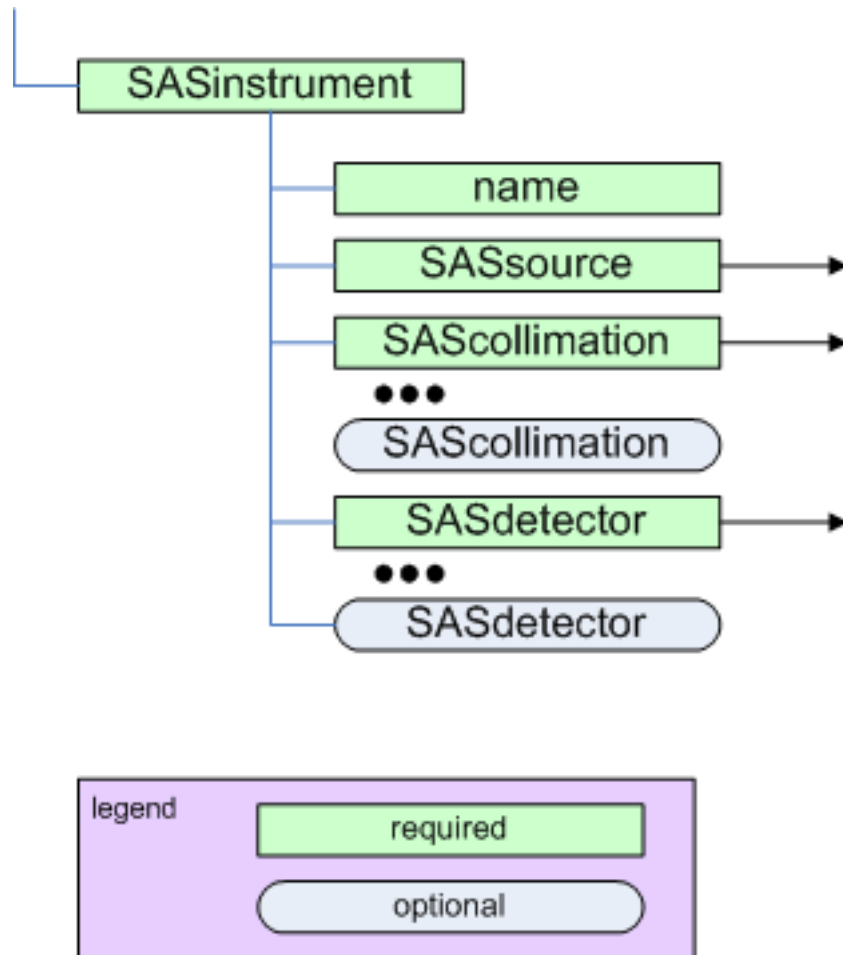 SASinstrument
name
SASsource
SAScollimation
SAScollimation
SASdetector
SASdetector
legend
required
optional